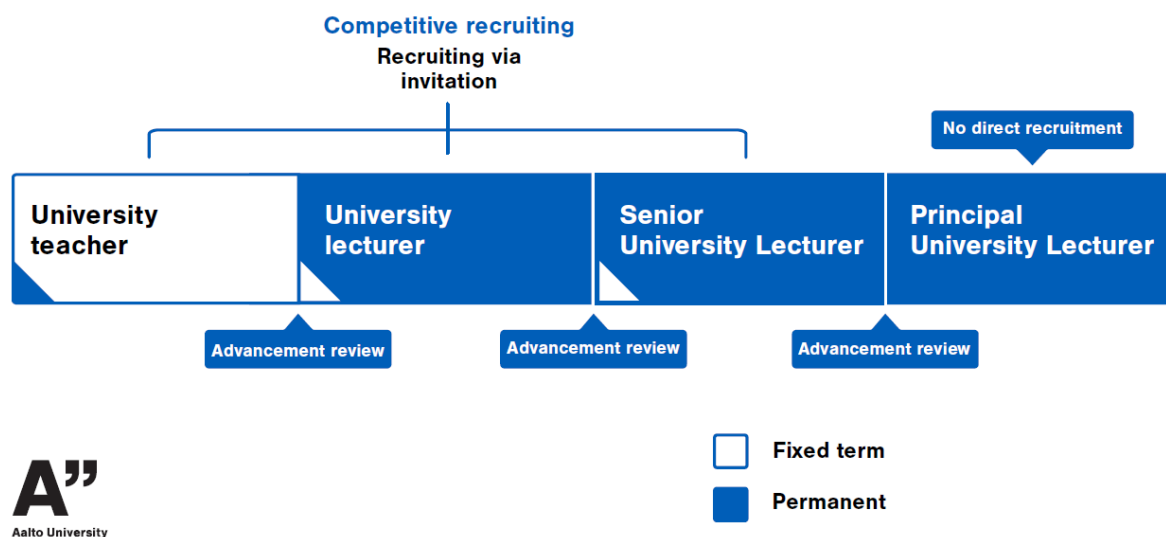 Competitive recruiting
Recruiting via
invitation
No direct recruitment
University
teacher
University
lecturer
Senior
University Lecturer
Principal
University Lecturer
Advancement review
Advancement review
Advancement review
Fixed term
Permanent
A”
Aalto University